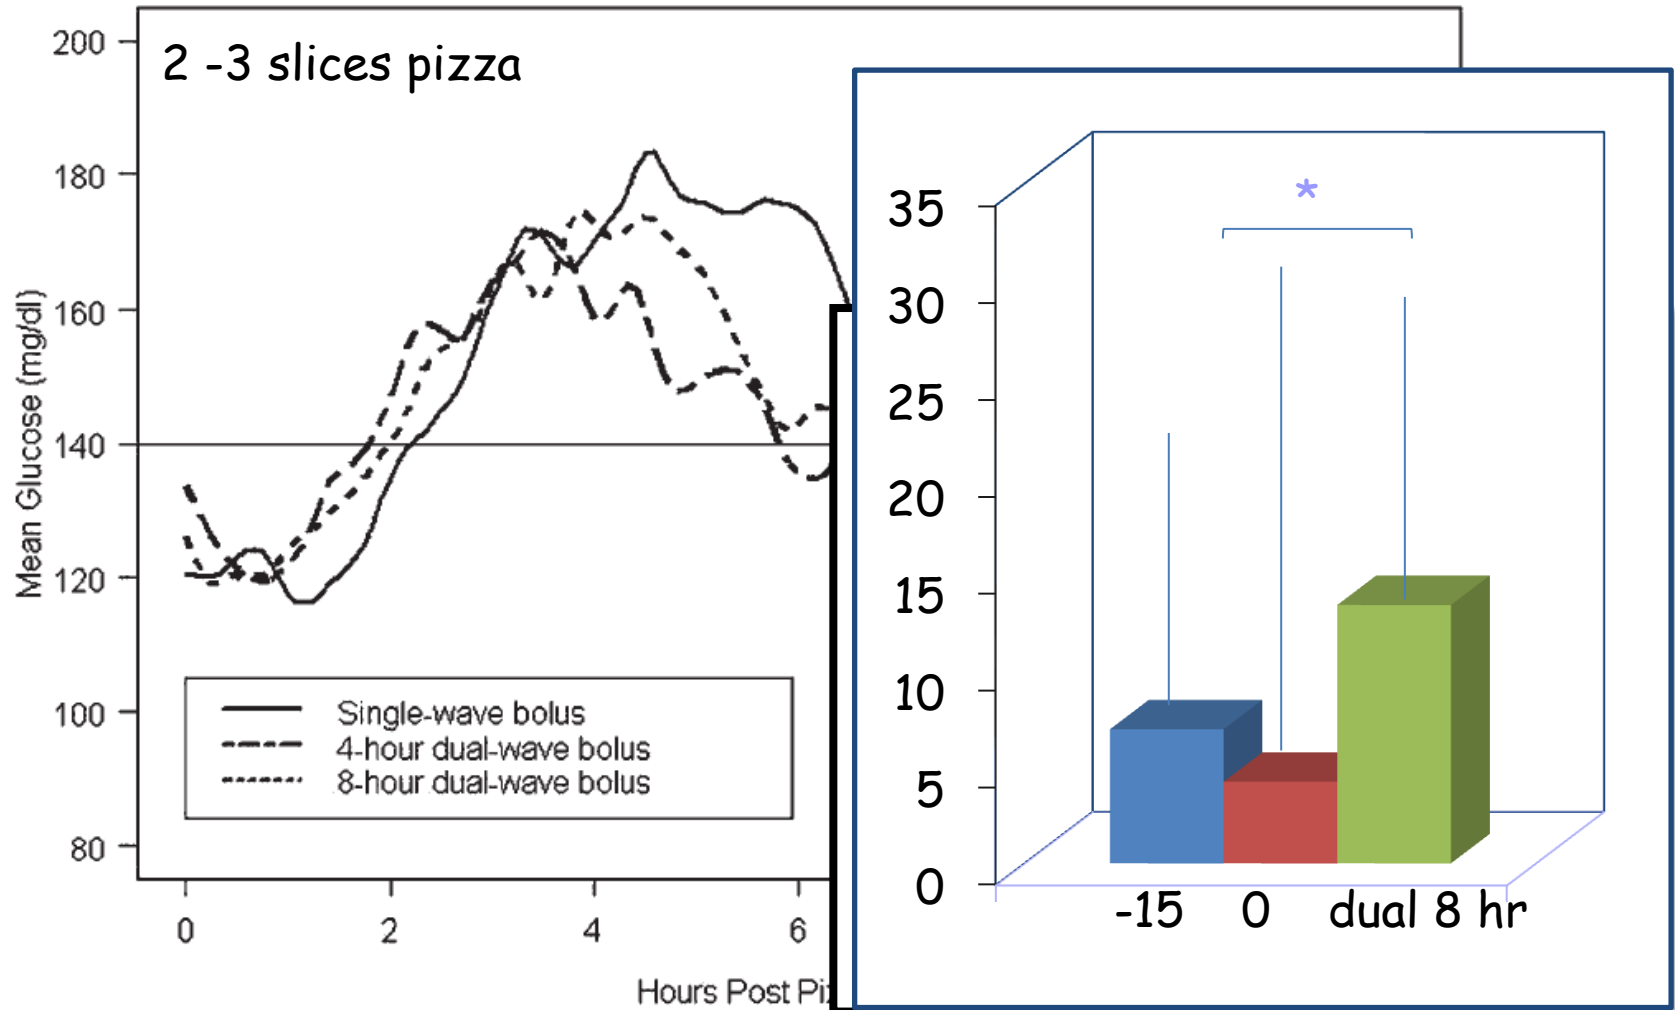 2 -3 slices pizza
200
180
160
140
120
100
80
Mean Glucose (mg/dl)
Single-wave bolus
4-hour dual-wave bolus
8-hour dual-wave bolus
0 2 4 6
Hours Post
*
35
30
25
20
15
10
5
0
-15 0 dual 8 hr